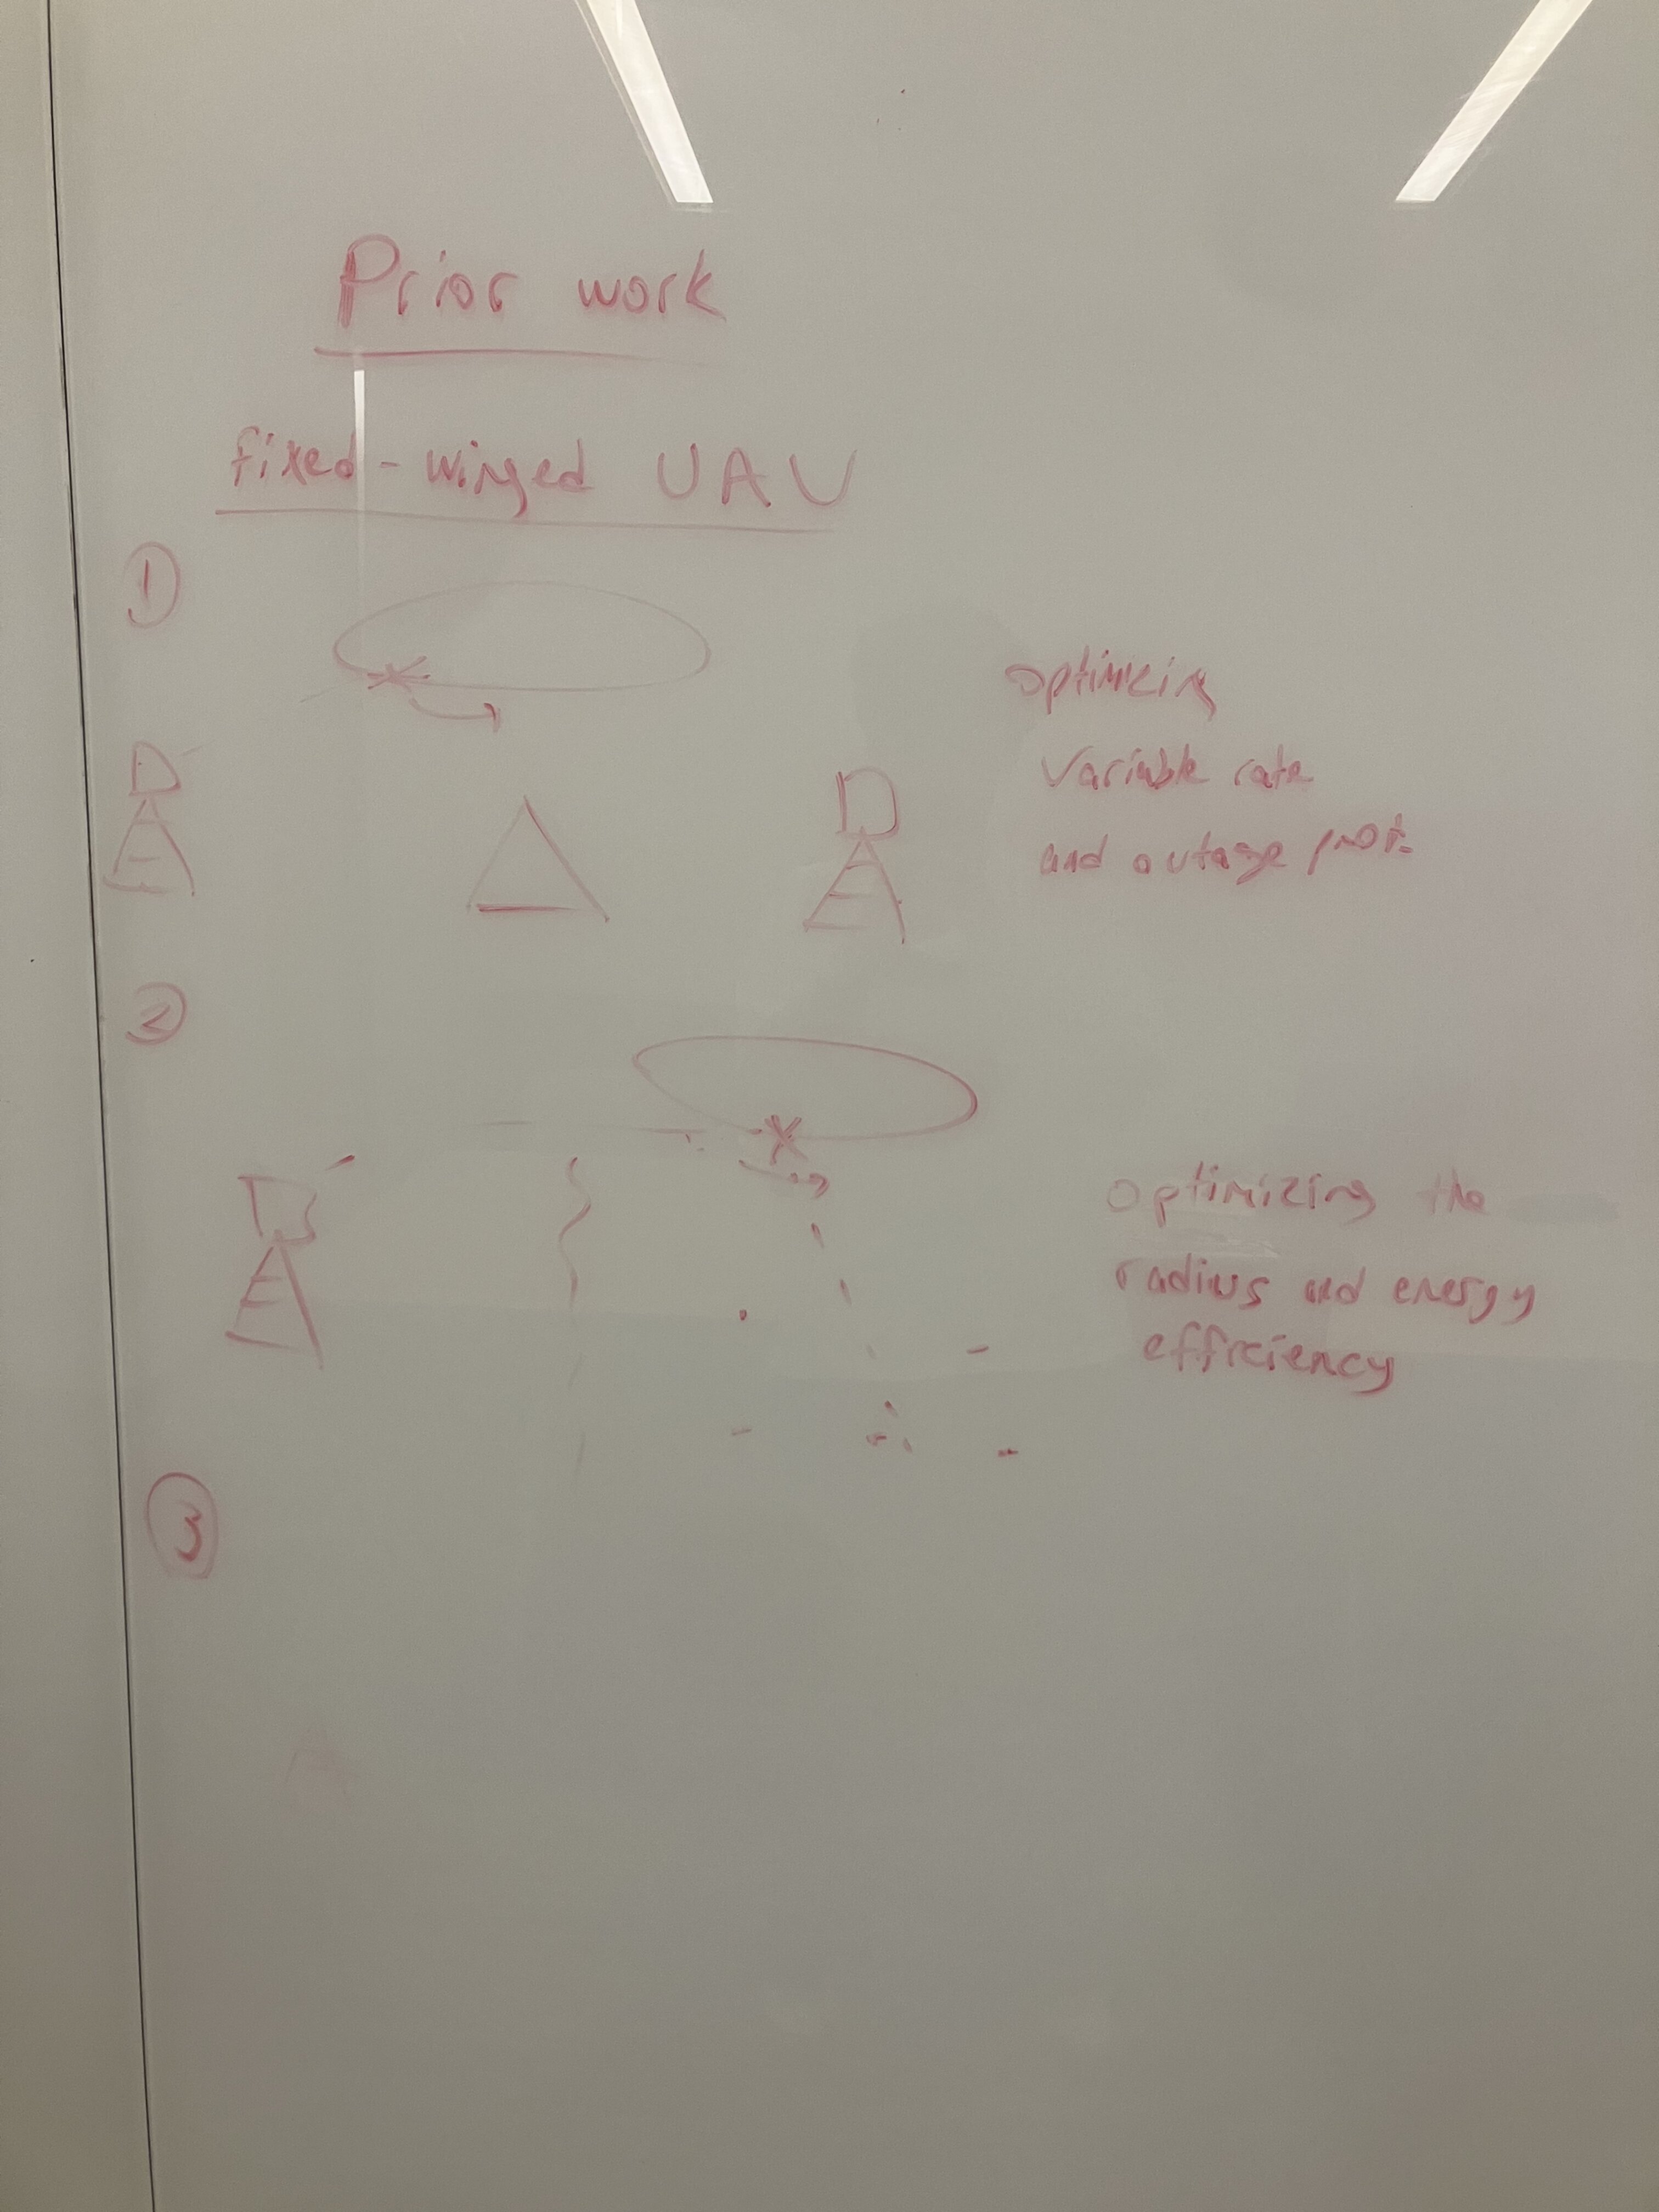 Prior work
fixed-winged UAV
1
optimizing
Variable rate
and outage prob.
2
optimizing the
radius and energy
efficiency
3